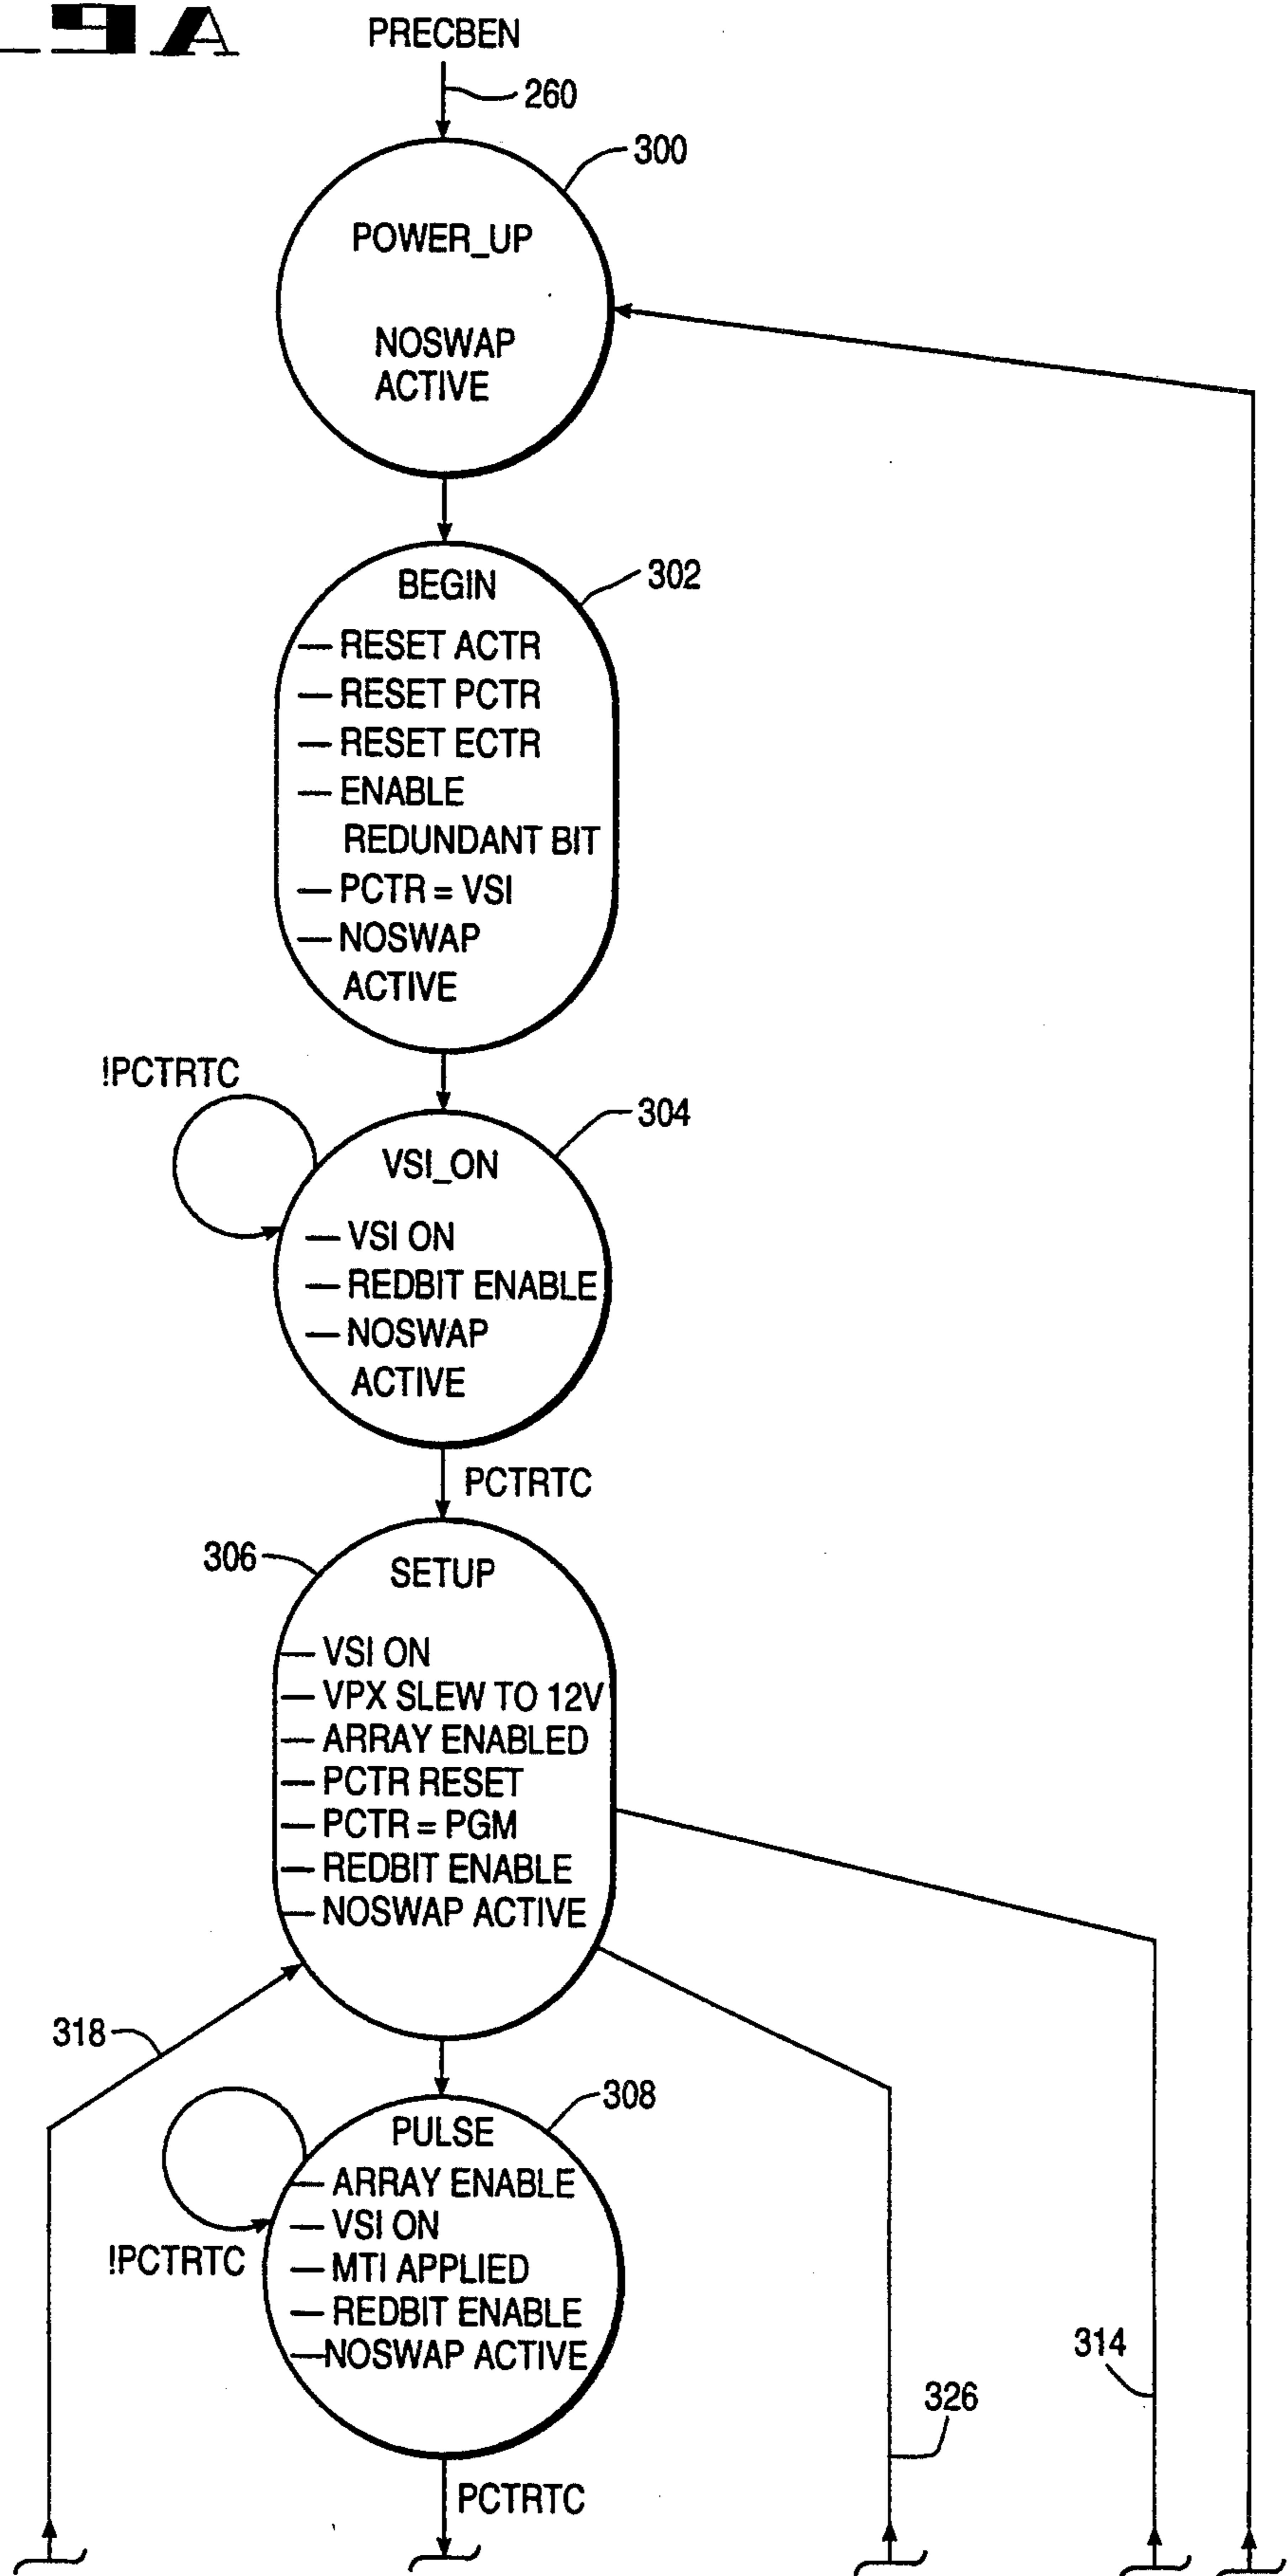 9A
PRECBEN
260
300
POWER_UP
NOSWAP
ACTIVE
302
BEGIN
— RESET ACTR
— RESET PCTR
— RESET ECTR
— ENABLE
REDUNDANT BIT
— PCTR = VSI
— NOSWAP
ACTIVE
!PCTRTC
304
VSI_ON
— VSI ON
— REDBIT ENABLE
— NOSWAP
ACTIVE
PCTRTC
306
SETUP
— VSI ON
— VPX SLEW TO 12V
— ARRAY ENABLED
— PCTR RESET
— PCTR = PGM
— REDBIT ENABLE
— NOSWAP ACTIVE
318
308
PULSE
— ARRAY ENABLE
— VSI ON
!PCTRTC
— MTI APPLIED
— REDBIT ENABLE
—NOSWAP ACTIVE
314
326
PCTRTC